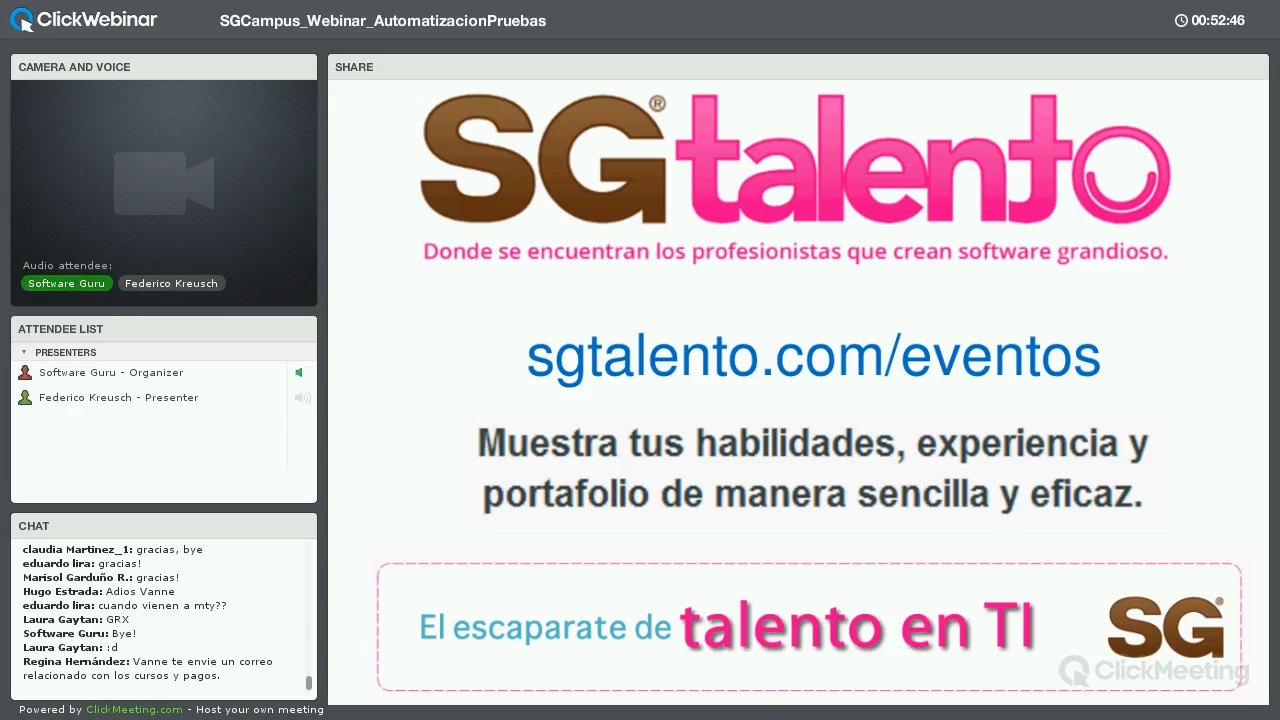 ClickWebinar
SGCampus_Webinar_AutomatizacionPruebas
00:52:46
CAMERA AND VOICE
Audio attendee:
Software Guru
Federico Kreusch
ATTENDEE LIST
PRESENTERS
Software Guru - Organizer
Federico Kreusch - Presenter
CHAT
claudia Martinez_1: gracias, bye
eduardo lira: gracias!
Marisol Garduño R.: gracias!
Hugo Estrada: Adios Vanne
eduardo lira: cuando vienen a mty??
Laura Gaytan: GRX
Software Guru: Bye!
Laura Gaytan: :d
Regina Hernández: Vanne te envie un correo
relacionado con los cursos y pagos.
Powered by ClickMeeting.com - Host your own meeting
SHARE
SG® talento
Donde se encuentran los profesionistas que crean software grandioso.
sgtalento.com/eventos
Muestra tus habilidades, experiencia y
portafolio de manera sencilla y eficaz.
El escaparate de talento en TI
SG®
ClickMeeting